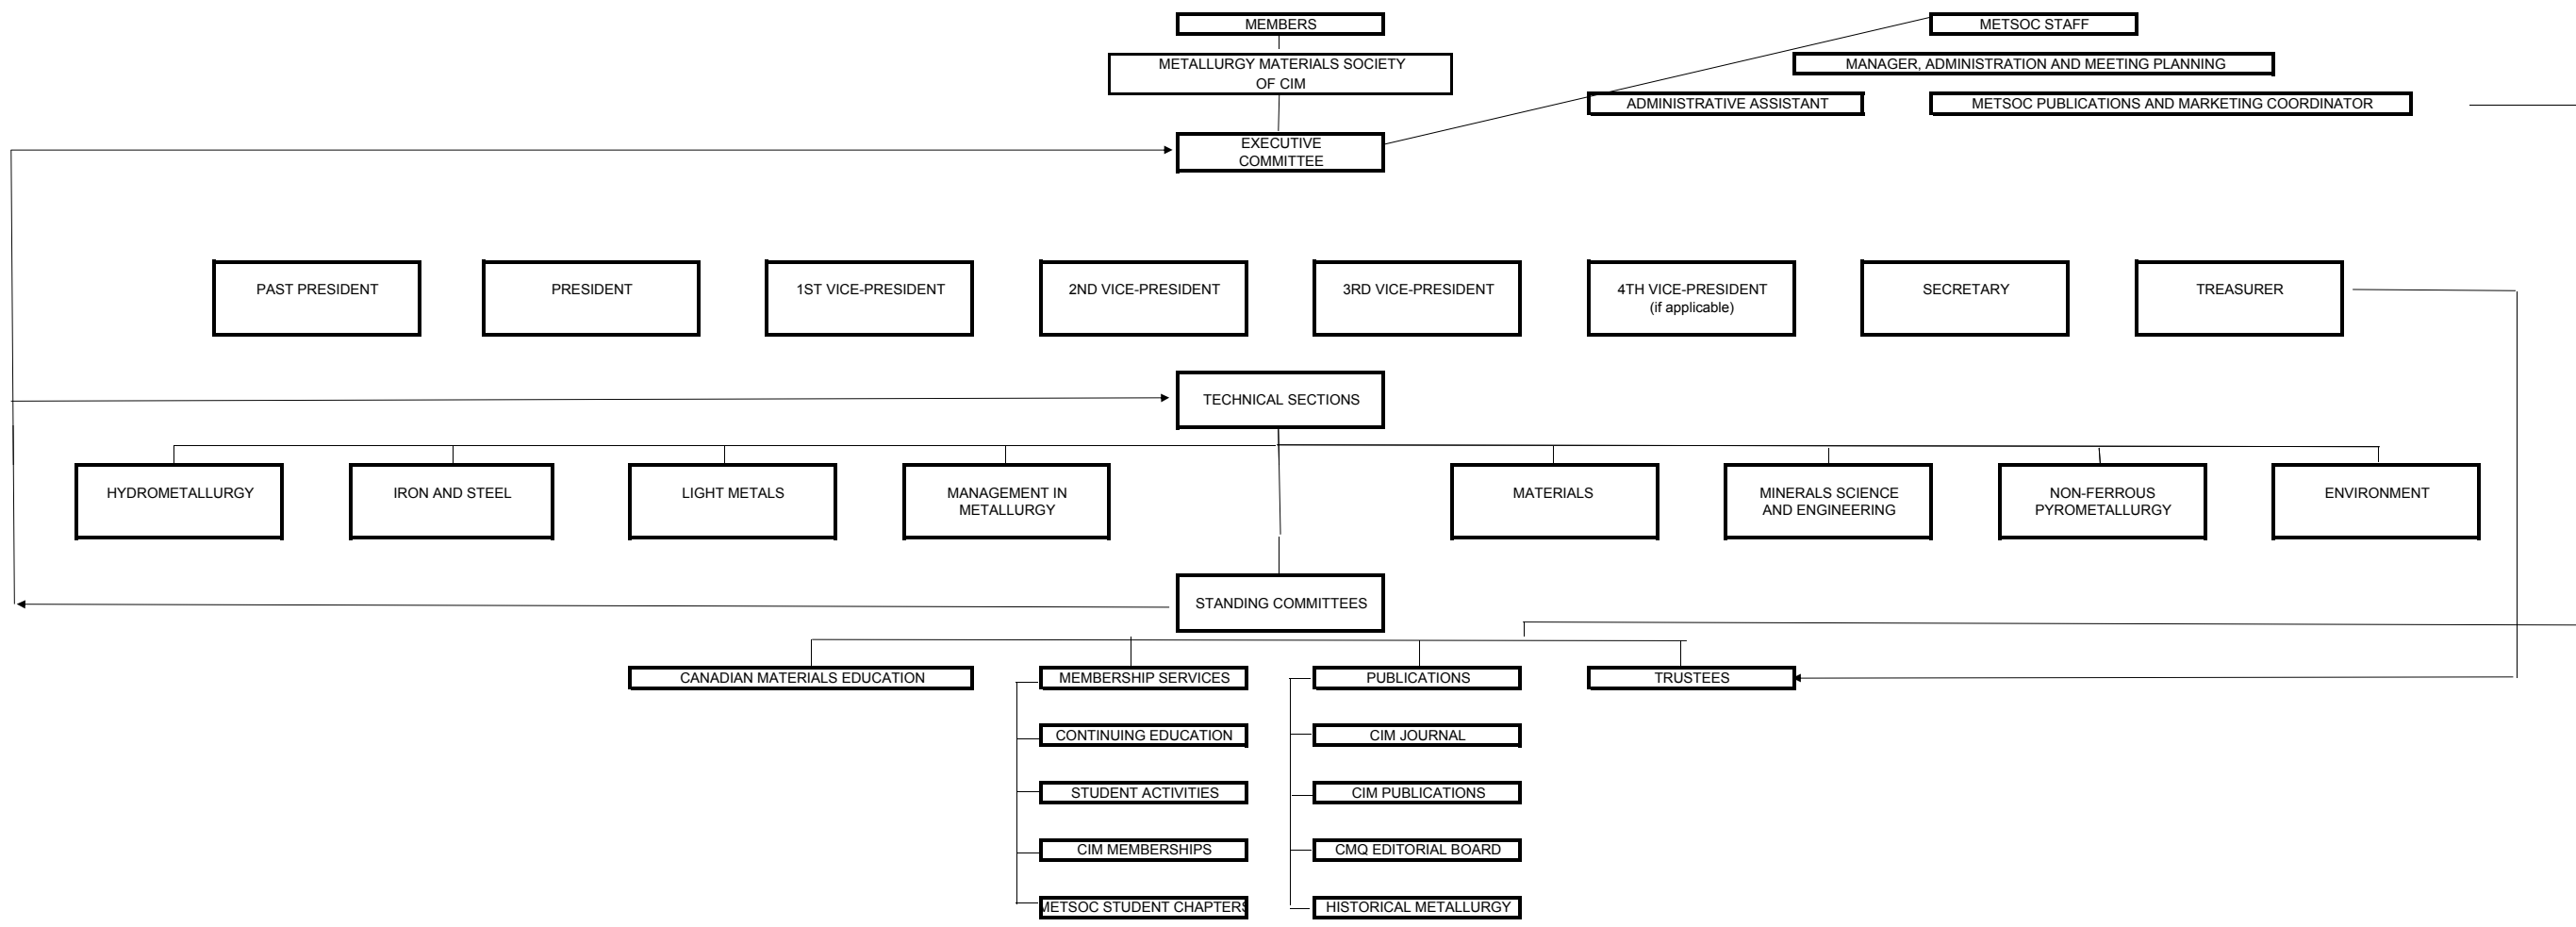 MEMBERS
METSOC STAFF
METALLURGY MATERIALS SOCIETY
OF CIM
MANAGER, ADMINISTRATION AND MEETING PLANNING
ADMINISTRATIVE ASSISTANT
METSOC PUBLICATIONS AND MARKETING COORDINATOR
EXECUTIVE
COMMITTEE
PAST PRESIDENT
PRESIDENT
1ST VICE-PRESIDENT
2ND VICE-PRESIDENT
3RD VICE-PRESIDENT
4TH VICE-PRESIDENT
(if applicable)
SECRETARY
TREASURER
TECHNICAL SECTIONS
HYDROMETALLURGY
IRON AND STEEL
LIGHT METALS
MANAGEMENT IN
METALLURGY
MATERIALS
MINERALS SCIENCE
AND ENGINEERING
NON-FERROUS
PYROMETALLURGY
ENVIRONMENT
STANDING COMMITTEES
CANADIAN MATERIALS EDUCATION
MEMBERSHIP SERVICES
PUBLICATIONS
TRUSTEES
CONTINUING EDUCATION
CIM JOURNAL
STUDENT ACTIVITIES
CIM PUBLICATIONS
CIM MEMBERSHIPS
CMQ EDITORIAL BOARD
METSOC STUDENT CHAPTERS
HISTORICAL METALLURGY